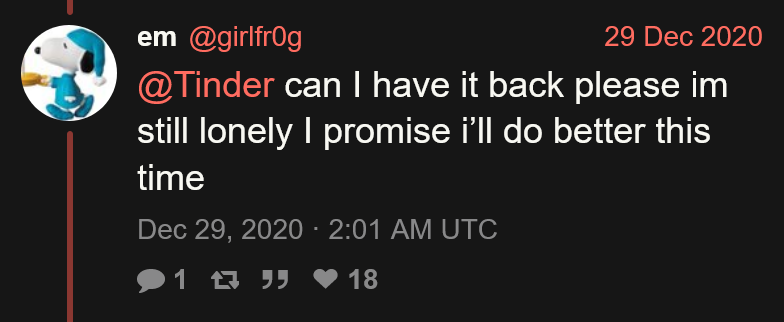 em @girlfr0g 29 Dec 2020
@Tinder can I have it back please im
still lonely I promise i’ll do better this
time
Dec 29, 2020 · 2:01 AM UTC
1 18